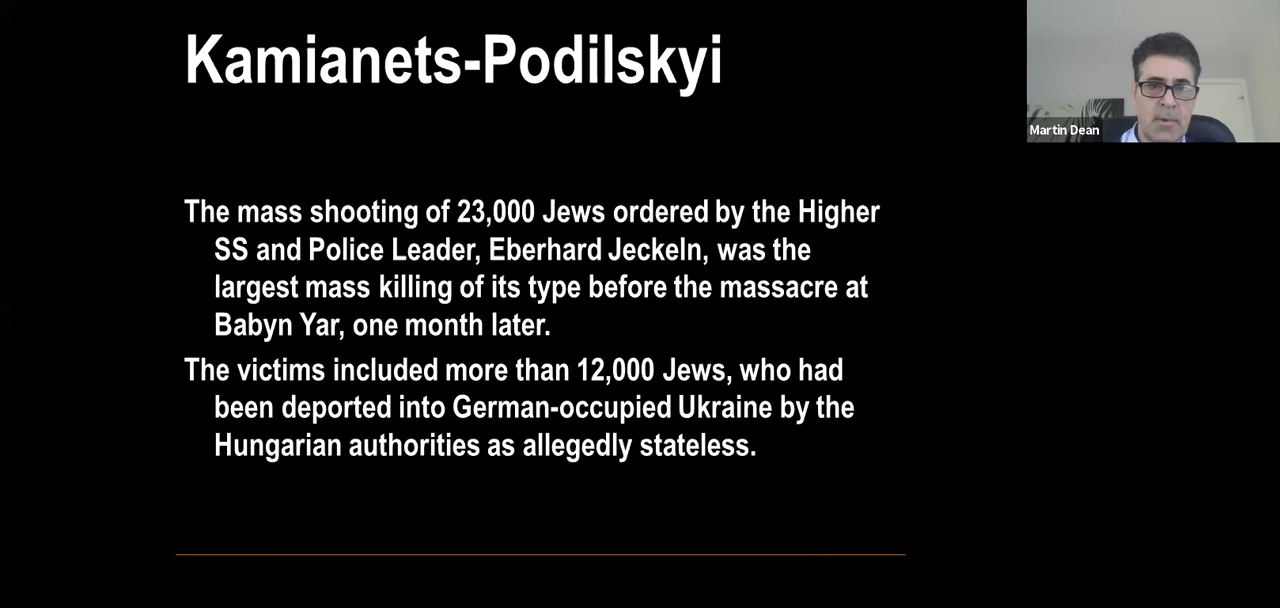 Kamianets-Podilskyi
Martin Dean
The mass shooting of 23,000 Jews ordered by the Higher
SS and Police Leader, Eberhard Jeckeln, was the
largest mass killing of its type before the massacre at
Babyn Yar, one month later.
The victims included more than 12,000 Jews, who had
been deported into German-occupied Ukraine by the
Hungarian authorities as allegedly stateless.